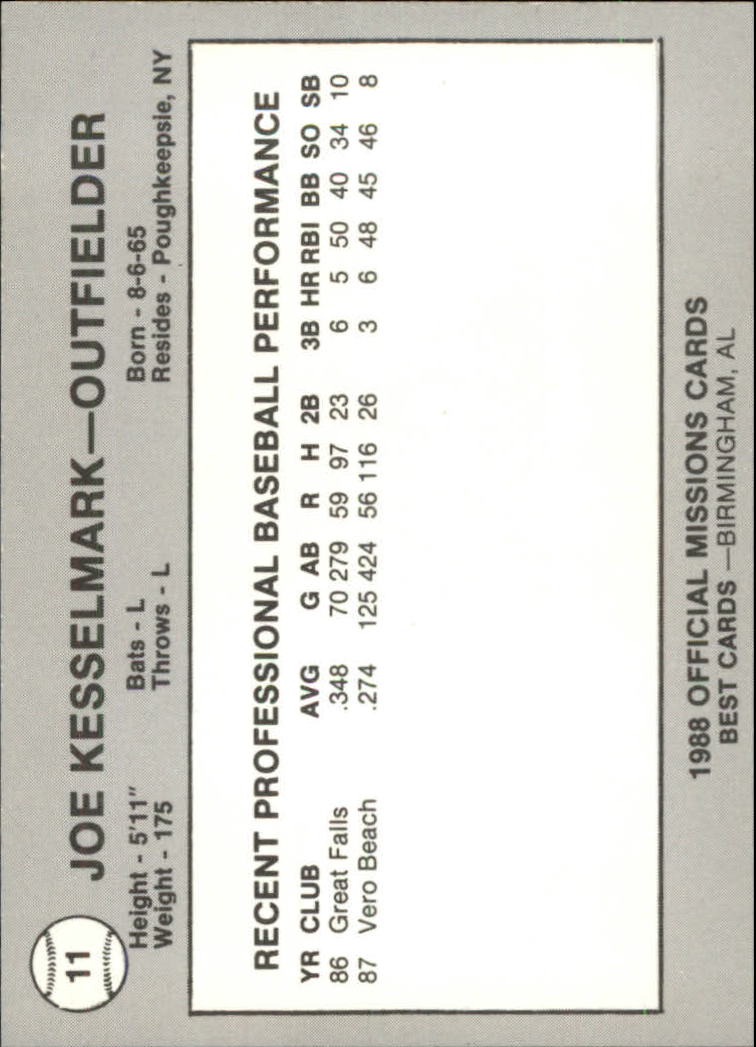 11
JOE KESSELMARK—OUTFIELDER
Height - 5'11" Bats - L Born - 8-6-65
Weight - 175 Throws - L Resides - Poughkeepsie, NY
RECENT PROFESSIONAL BASEBALL PERFORMANCE
YR CLUB AVG G AB R H 2B 3B HR RBI BB SO SB
86 Great Falls .348 70 279 59 97 23 6 5 50 40 34 10
87 Vero Beach .274 125 424 56 116 26 3 6 48 45 46 8
1988 OFFICIAL MISSIONS CARDS
BEST CARDS —BIRMINGHAM, AL